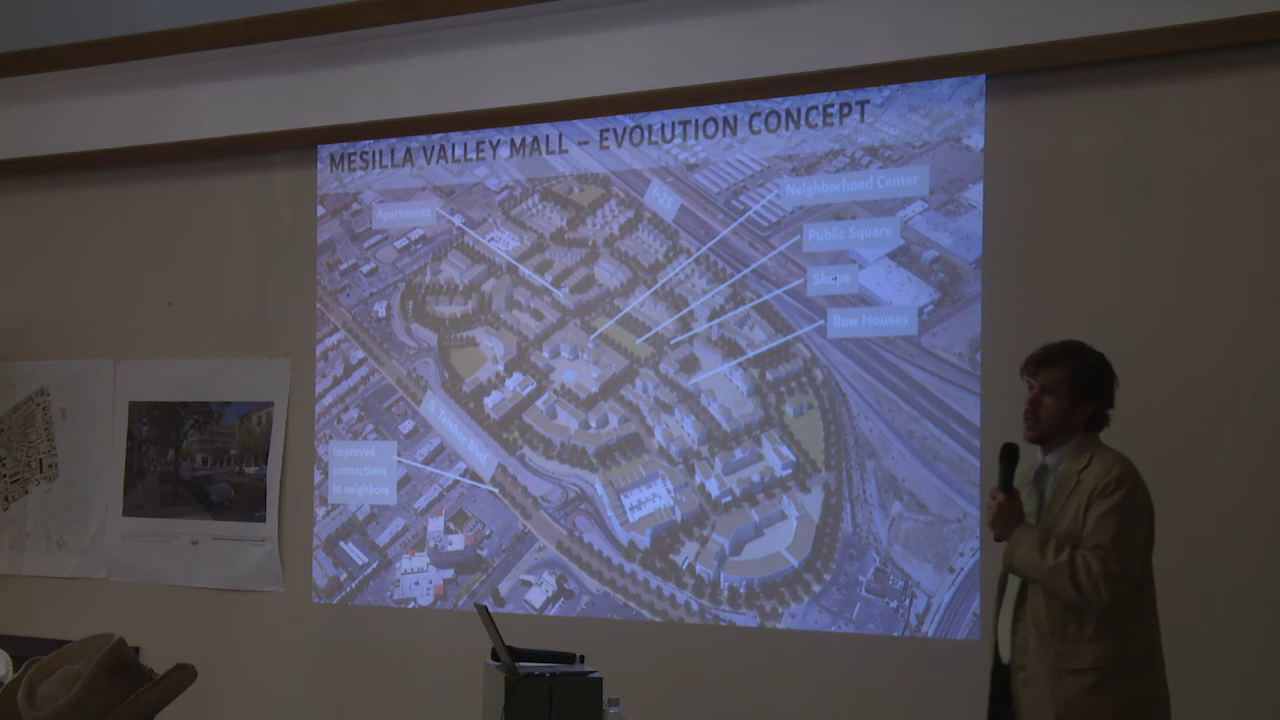 MESILLA VALLEY MALL – EVOLUTION CONCEPT
I-25
Neighborhood Center
Apartments
Public Square
Shops
Row Houses
S. Telshor Blvd.
Improved
connections
to neighbors